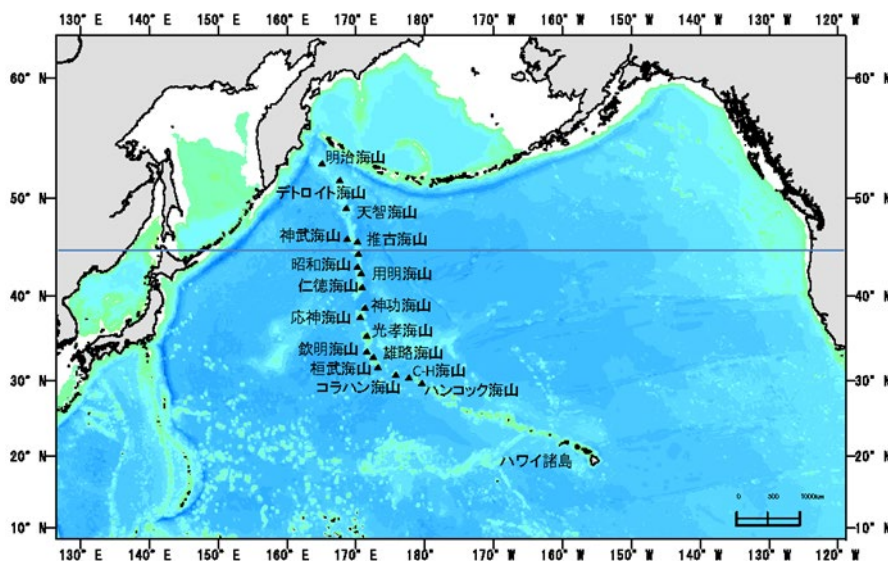 130° E 140° E 150° E 160° E 170° E 180° 170° W 160° W 150° W 140° W 130° W 120° W
60° N 60° N
明治海山
50° N デトロイト海山 50° N
天智海山
神武海山 推古海山
昭和海山 用明海山
40° N 仁徳海山 40° N
神功海山
応神海山
光孝海山
欽明海山 雄略海山
桓武海山 C-H海山
30° N 30° N
コラハン海山 ハンコック海山
20° N ハワイ諸島 20° N
0 500 1000km
10° N 10° N
130° E 140° E 150° E 160° E 170° E 180° 170° W 160° W 150° W 140° W 130° W 120° W